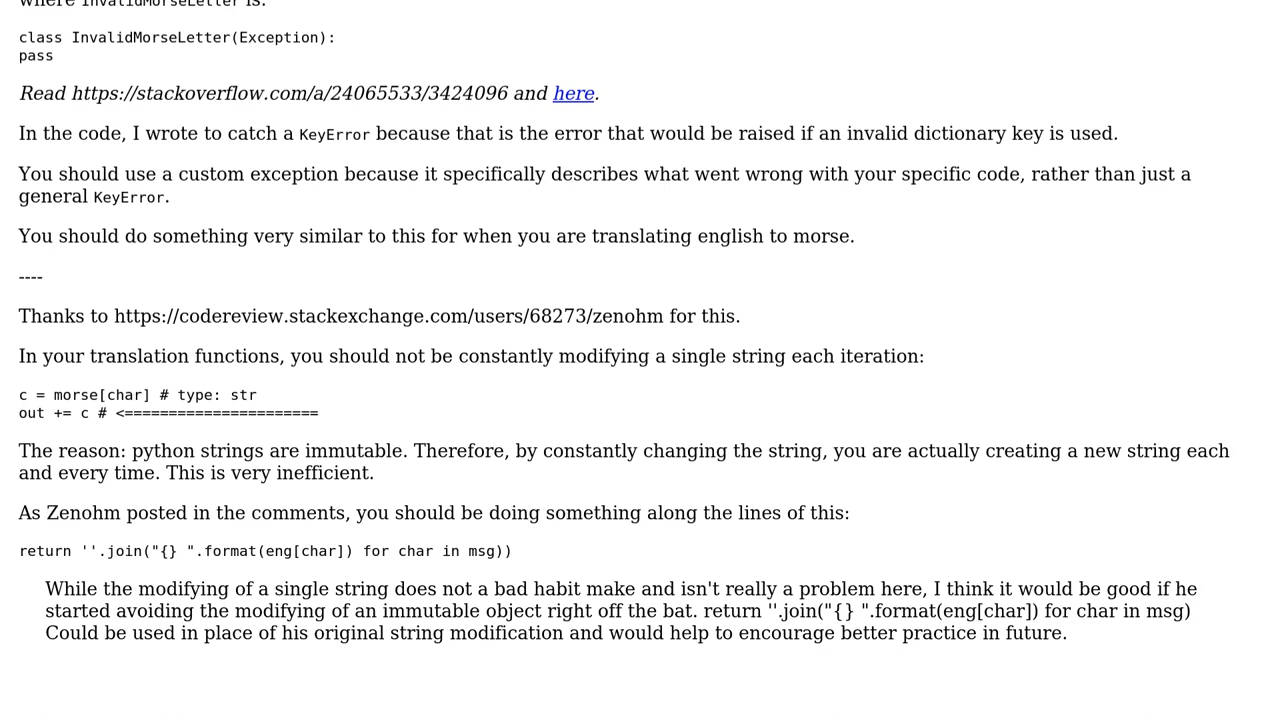 where InvalidMorseLetter is:
class InvalidMorseLetter(Exception):
pass
Read https://stackoverflow.com/a/24065533/3424096 and here.
In the code, I wrote to catch a KeyError because that is the error that would be raised if an invalid dictionary key is used.
You should use a custom exception because it specifically describes what went wrong with your specific code, rather than just a
general KeyError.
You should do something very similar to this for when you are translating english to morse.
----
Thanks to https://codereview.stackexchange.com/users/68273/zenohm for this.
In your translation functions, you should not be constantly modifying a single string each iteration:
c = morse[char] # type: str
out += c # <======================
The reason: python strings are immutable. Therefore, by constantly changing the string, you are actually creating a new string each
and every time. This is very inefficient.
As Zenohm posted in the comments, you should be doing something along the lines of this:
return ''.join("{} ".format(eng[char]) for char in msg))
While the modifying of a single string does not a bad habit make and isn't really a problem here, I think it would be good if he
started avoiding the modifying of an immutable object right off the bat. return ''.join("{} ".format(eng[char]) for char in msg)
Could be used in place of his original string modification and would help to encourage better practice in future.